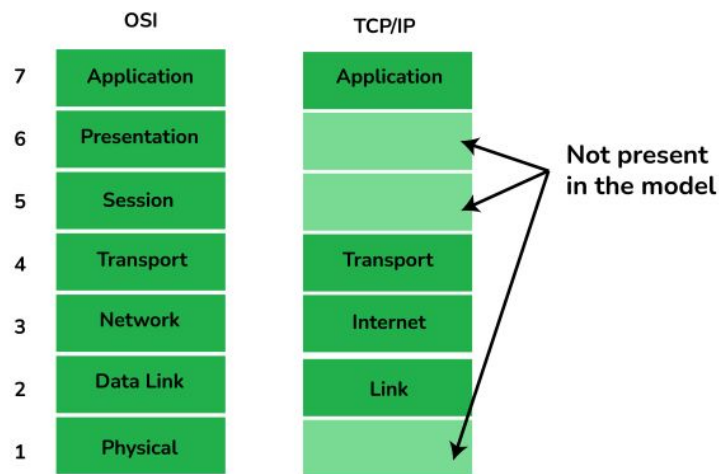 OSI TCP/IP
7 Application Application
6 Presentation
5 Session
Not present
in the model
4 Transport Transport
3 Network Internet
2 Data Link Link
1 Physical